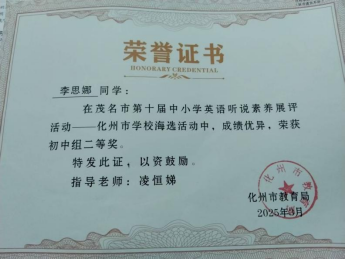 荣誉证书
HONORARY CREDENTIAL
李思娜 同学：
在茂名市第十届中小学英语听说素养展评
活动——化州市学校海选活动中，成绩优异，荣获
初中组二等奖。
特发此证，以资鼓励。
指导老师：凌恒娣
化州市教育局
2025年3月